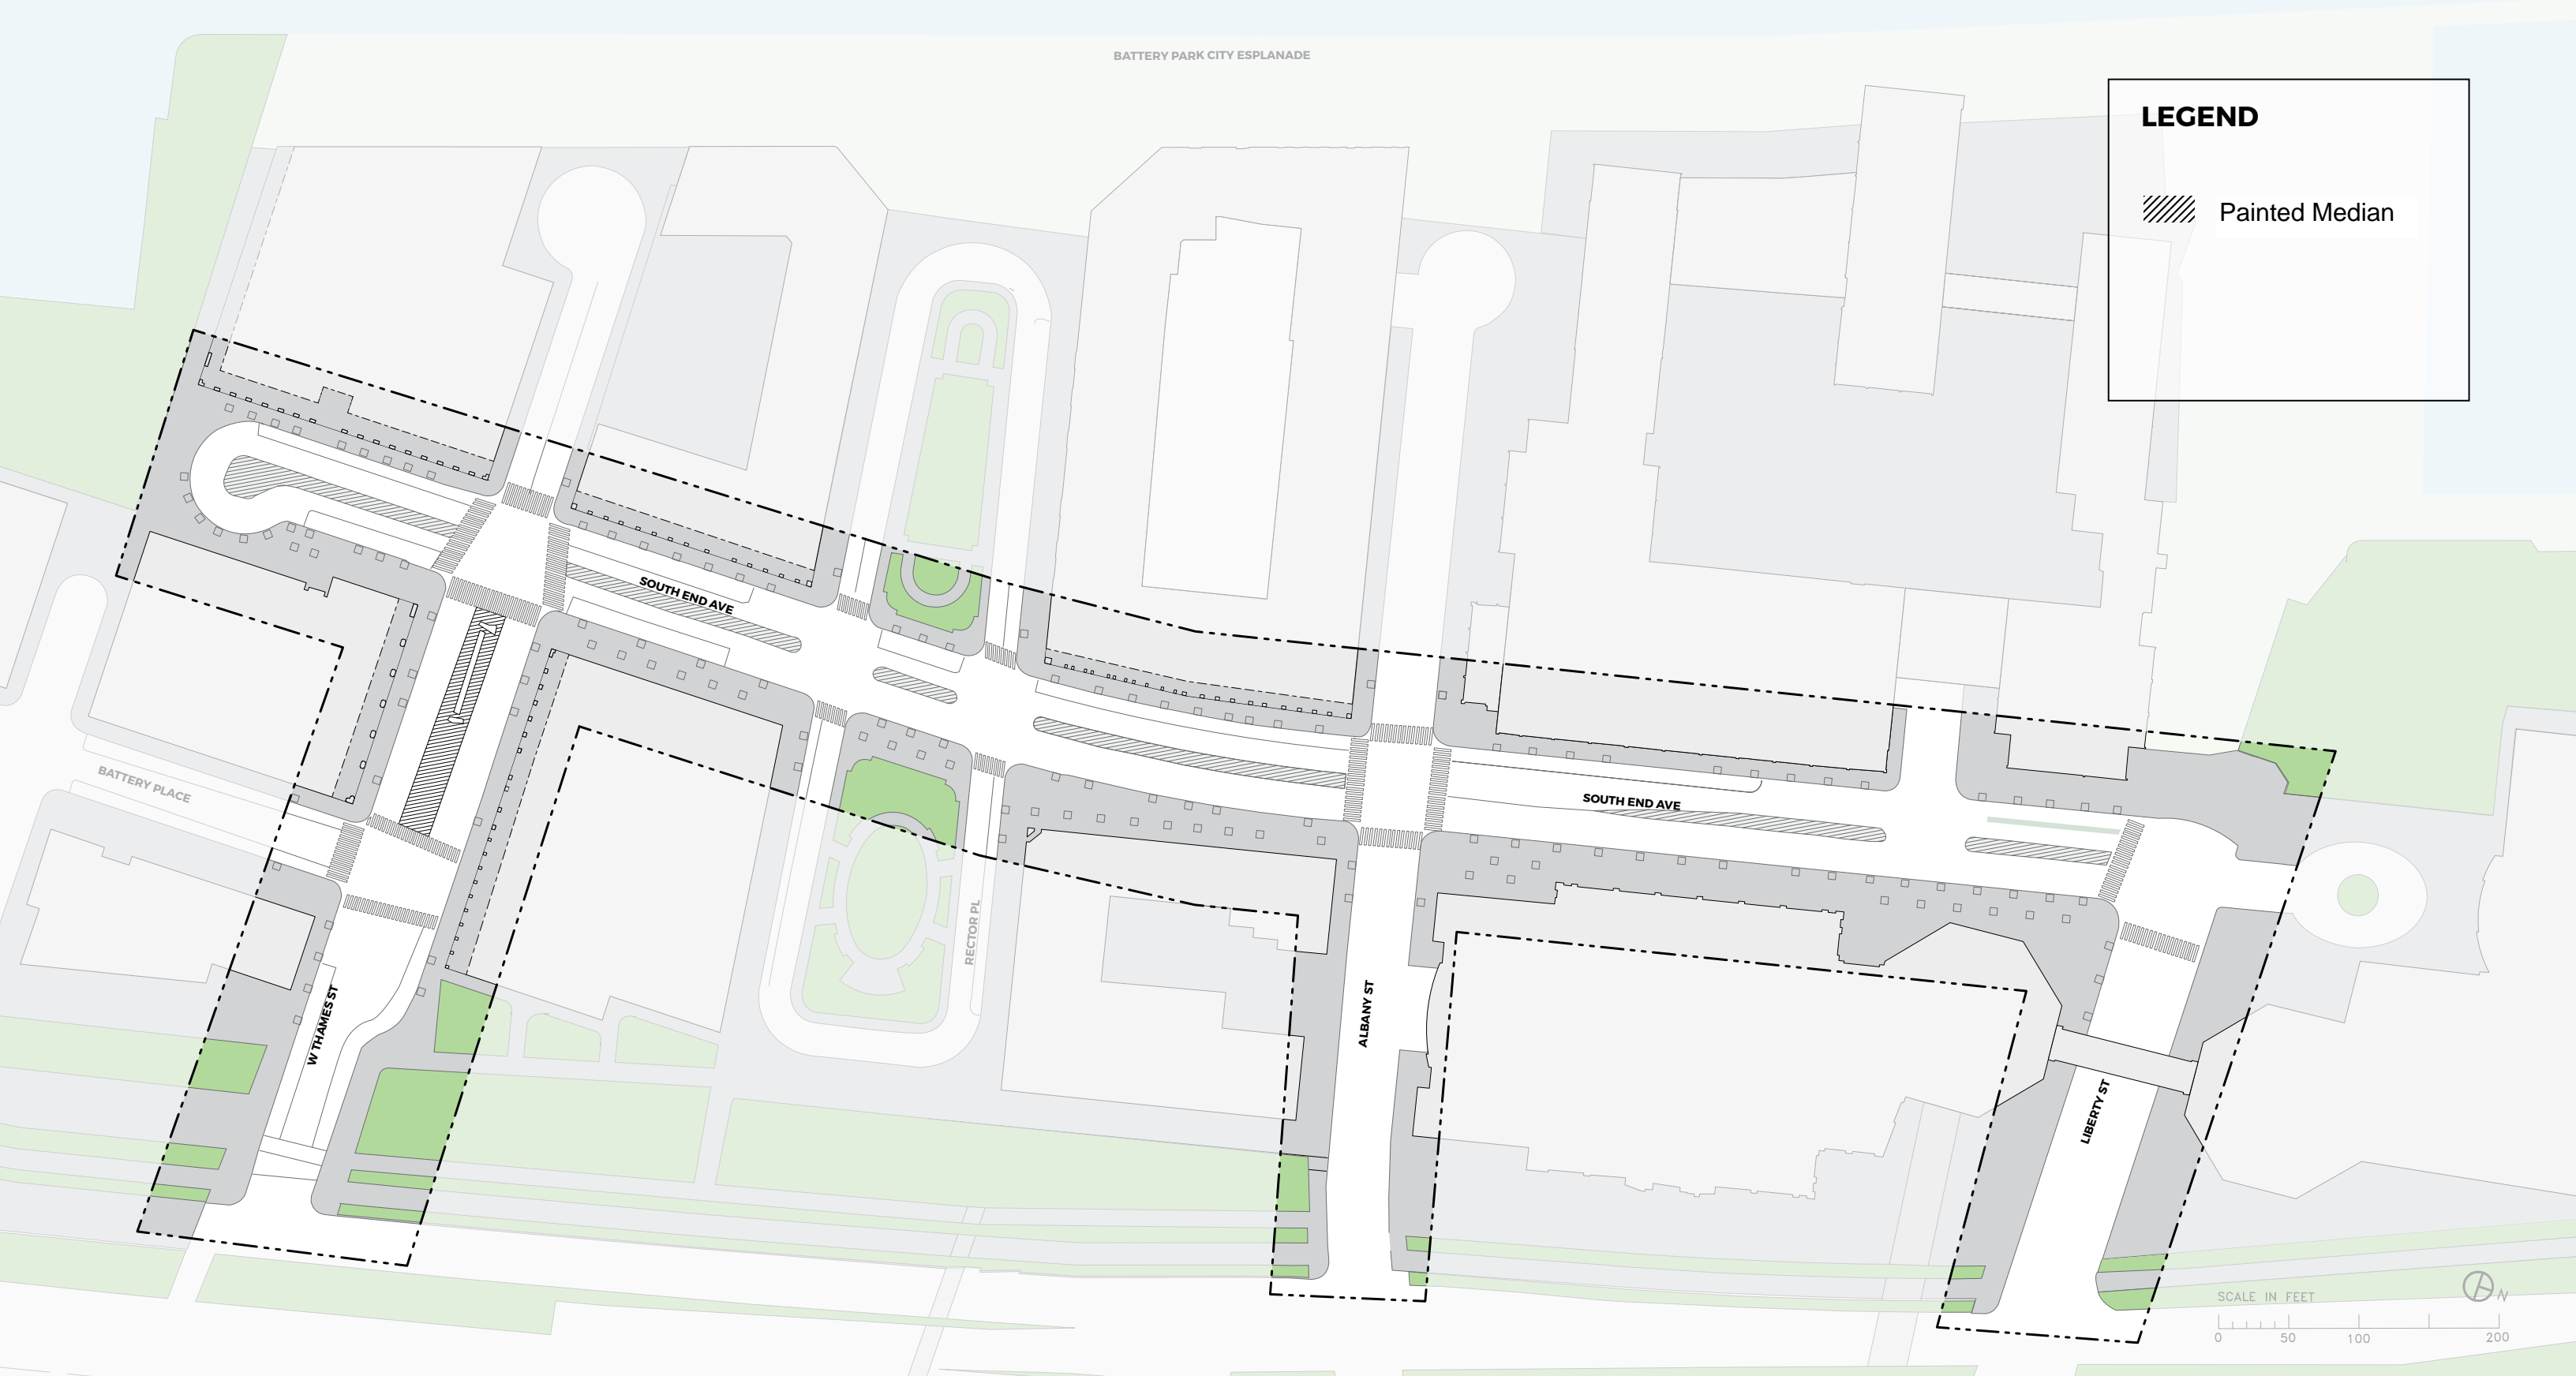 BATTERY PARK CITY ESPLANADE
LEGEND
Painted Median
SOUTH END AVE
BATTERY PLACE
SOUTH END AVE
RECTOR PL
W THAMES ST
ALBANY ST
LIBERTY ST
SCALE IN FEET
N
0 50 100 200